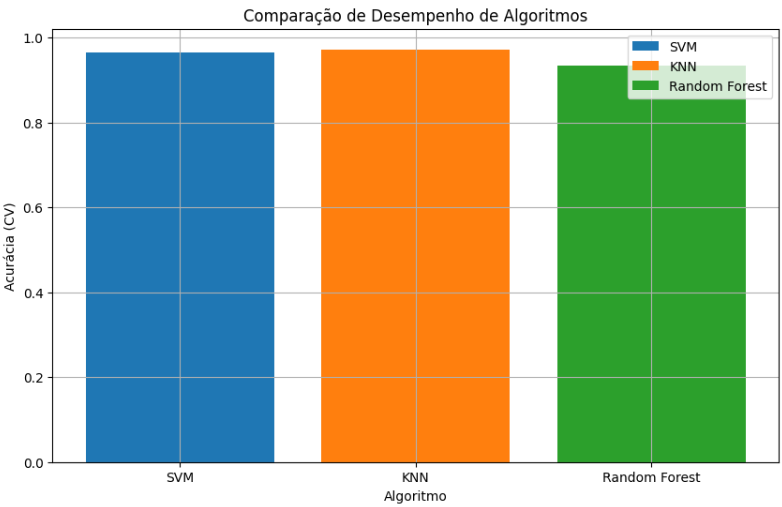 Comparação de Desempenho de Algoritmos
SVM
KNN
Random Forest
Acurácia (CV)
1.0
0.8
0.6
0.4
0.2
0.0
SVM KNN Random Forest
Algoritmo